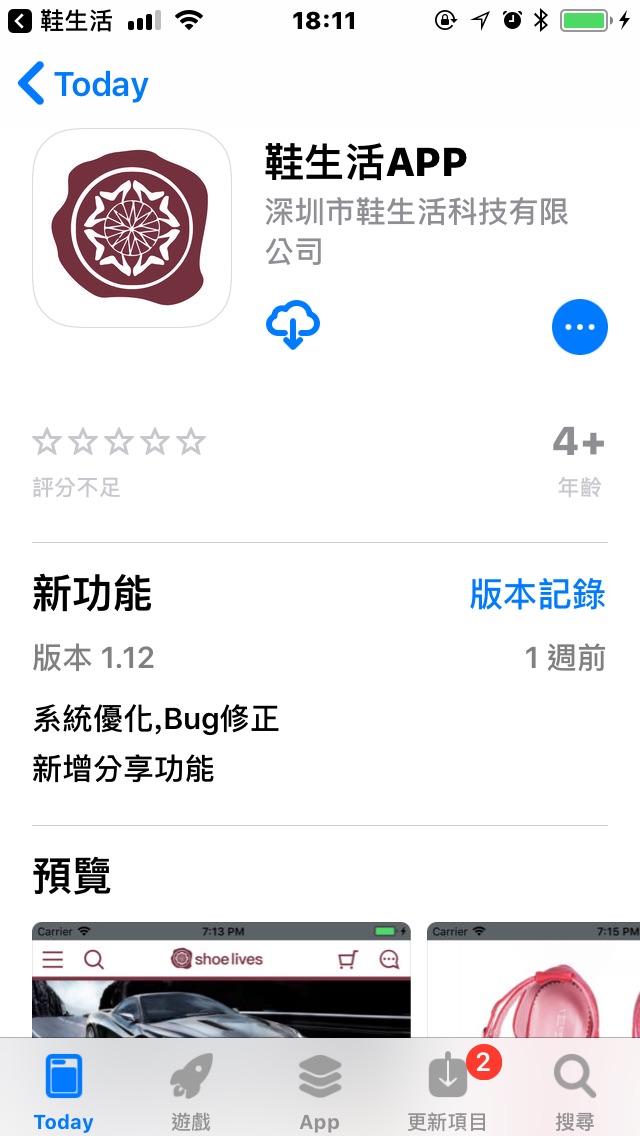 鞋生活
18:11
Today
鞋生活APP
深圳市鞋生活科技有限
公司
4+
評分不足
年齡
新功能
版本記錄
版本 1.12
1 週前
系統優化,Bug修正
新增分享功能
預覽
Carrier
7:13 PM
shoe lives
Carrier
7:15 PM
Today
遊戲
App
2
更新項目
搜尋